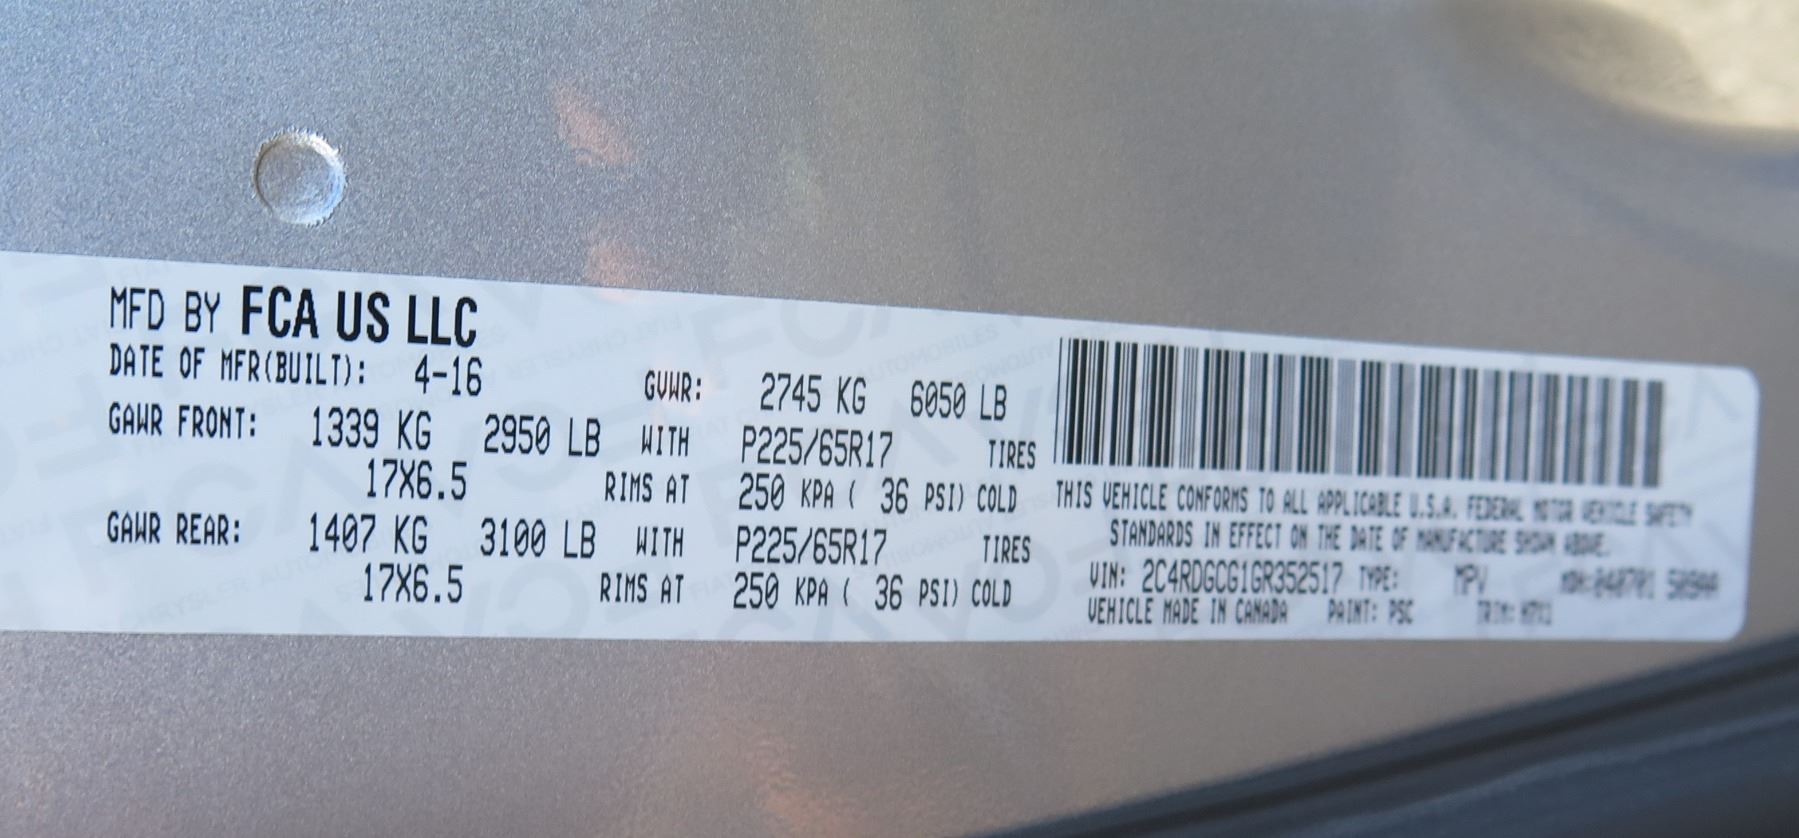 MFD BY FCA US LLC
DATE OF MFR(BUILT): 4-16 GVWR: 2745 KG 6050 LB
GAWR FRONT: 1339 KG 2950 LB WITH P225/65R17 TIRES
17X6.5 RIMS AT 250 KPA ( 36 PSI) COLD
GAWR REAR: 1407 KG 3100 LB WITH P225/65R17 TIRES
17X6.5 RIMS AT 250 KPA ( 36 PSI) COLD
THIS VEHICLE CONFORMS TO ALL APPLICABLE U.S.A. FEDERAL MOTOR VEHICLE SAFETY
STANDARDS IN EFFECT ON THE DATE OF MANUFACTURE SHOWN ABOVE.
VIN: 2C4RDGCG1GR352517 TYPE: MPV
VEHICLE MADE IN CANADA PAINT: PSC TRIM: